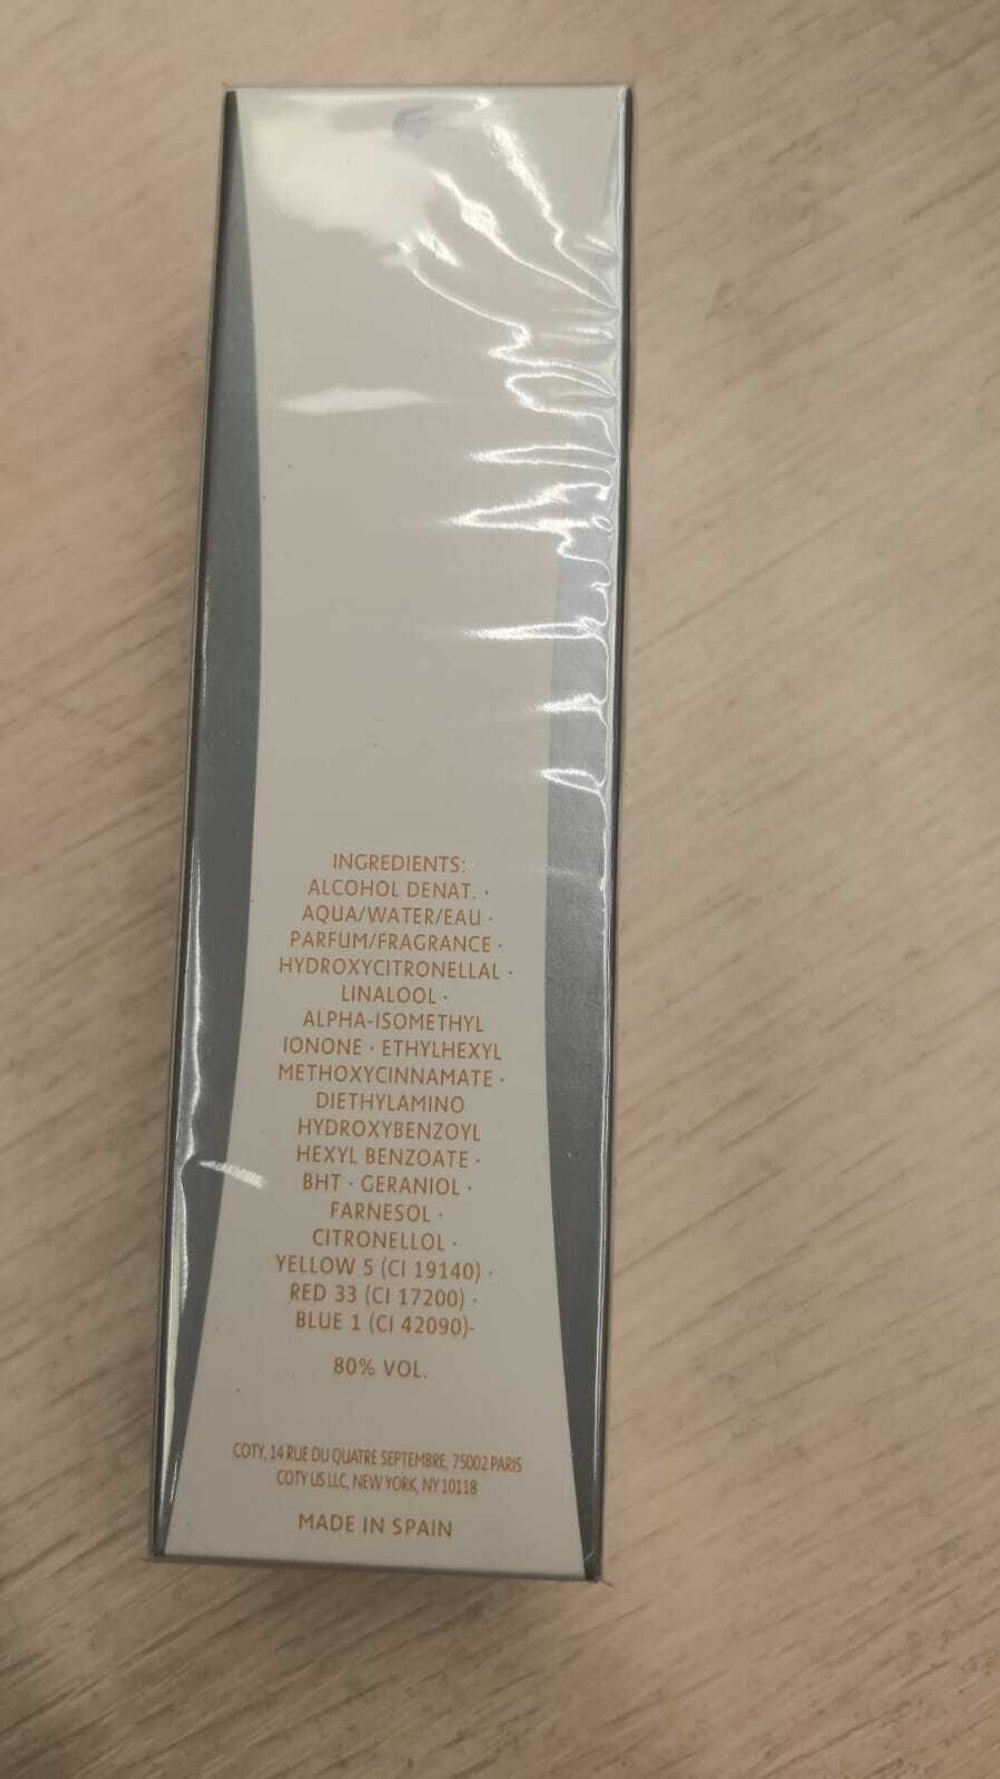 INGREDIENTS:
ALCOHOL DENAT. ·
AQUA/WATER/EAU ·
PARFUM/FRAGRANCE ·
HYDROXYCITRONELLAL ·
LINALOOL ·
ALPHA-ISOMETHYL
IONONE · ETHYLHEXYL
METHOXYCINNAMATE ·
DIETHYLAMINO
HYDROXYBENZOYL
HEXYL BENZOATE ·
BHT · GERANIOL ·
FARNESOL ·
CITRONELLOL ·
YELLOW 5 (CI 19140) ·
RED 33 (CI 17200) ·
BLUE 1 (CI 42090)-
80% VOL.
COTY, 14 RUE DU QUATRE SEPTEMBRE, 75002 PARIS
COTY US LLC, NEW YORK, NY 10118
MADE IN SPAIN